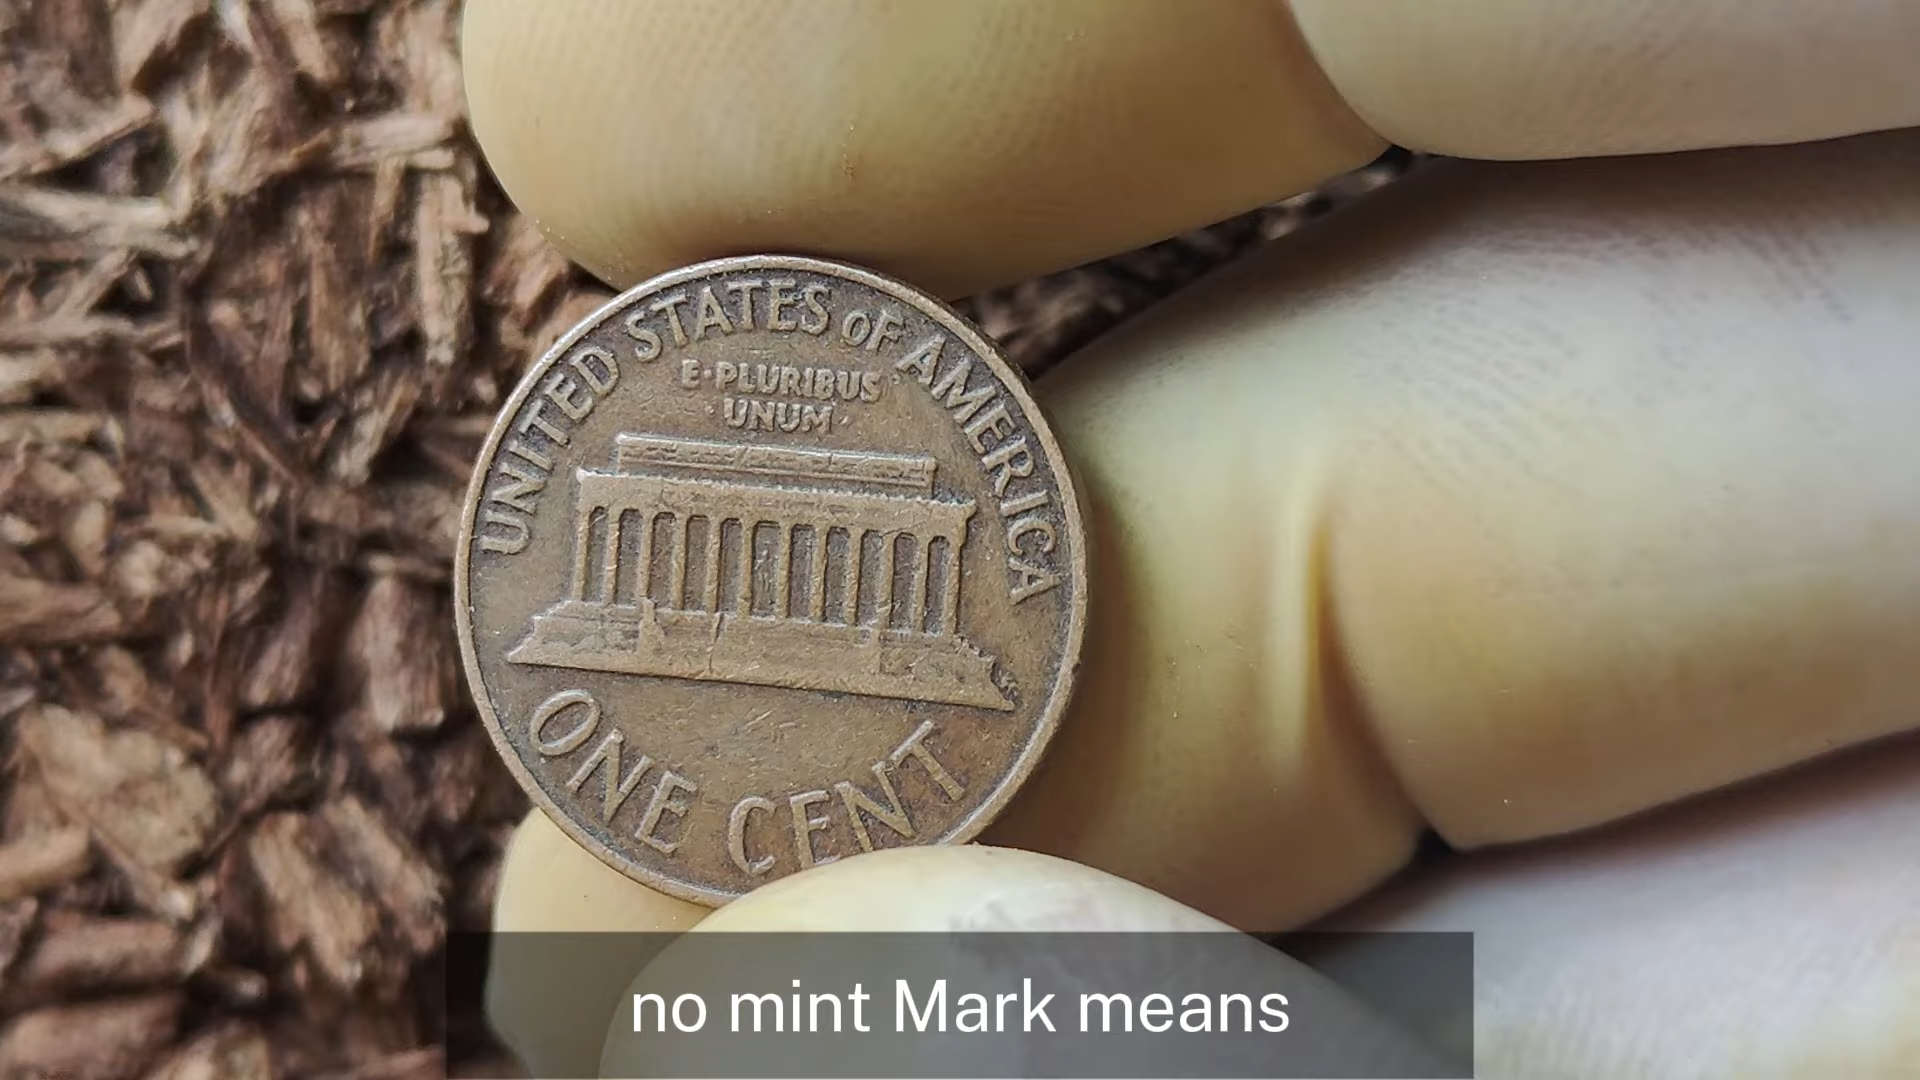 UNITED STATES OF AMERICA
E·PLURIBUS
·UNUM·
ONE CENT
no mint Mark means